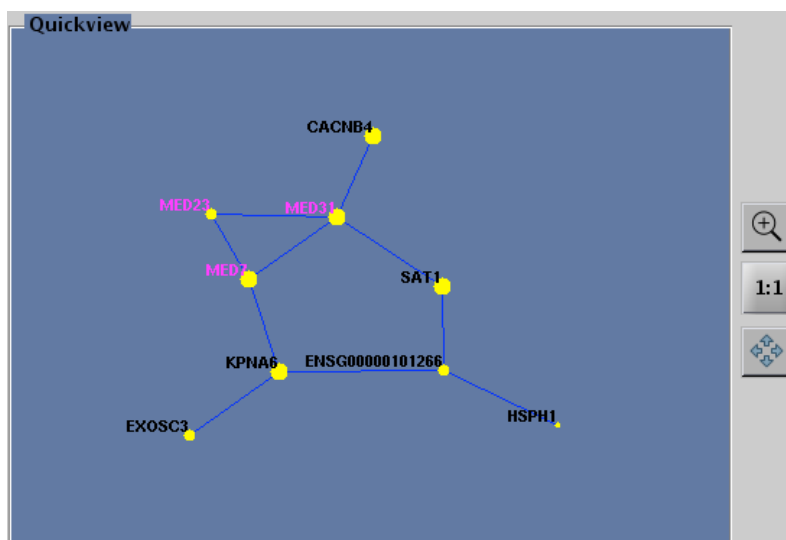 Quickview
CACNB4
MED23
MED31
MED7
SAT1
1:1
KPNA6
ENSG00000101266
EXOSC3
HSPH1